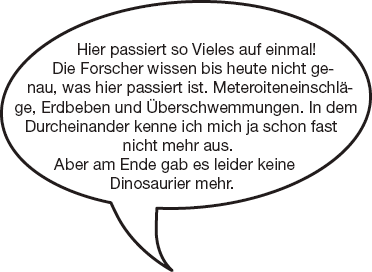 Hier passiert so Vieles auf einmal!
Die Forscher wissen bis heute nicht ge-
nau, was hier passiert ist. Meteroiteneinschlä-
ge, Erdbeben und Überschwemmungen. In dem
Durcheinander kenne ich mich ja schon fast
nicht mehr aus.
Aber am Ende gab es leider keine
Dinosaurier mehr.